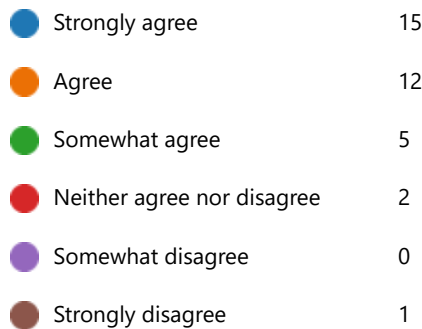 Strongly agree 15
Agree 12
Somewhat agree 5
Neither agree nor disagree 2
Somewhat disagree 0
Strongly disagree 1